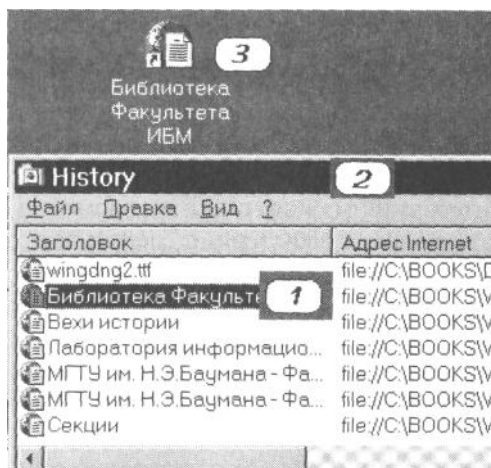 3
Библиотека
Факультета
ИБМ
History
2
Файл Правка Вид ?
Заголовок Адрес Internet
wingdng2.ttf file://C:\BOOKS\D
Библиотека Факульте 1 file://C:\BOOKS\V
Вехи истории file://C:\BOOKS\V
Лаборатория информацио... file://C:\BOOKS\V
МГТУ им. Н.Э.Баумана - Фа... file://C:\BOOKS\V
МГТУ им. Н.Э.Баумана - Фа... file://C:\BOOKS\V
Секции file://C:\BOOKS\V